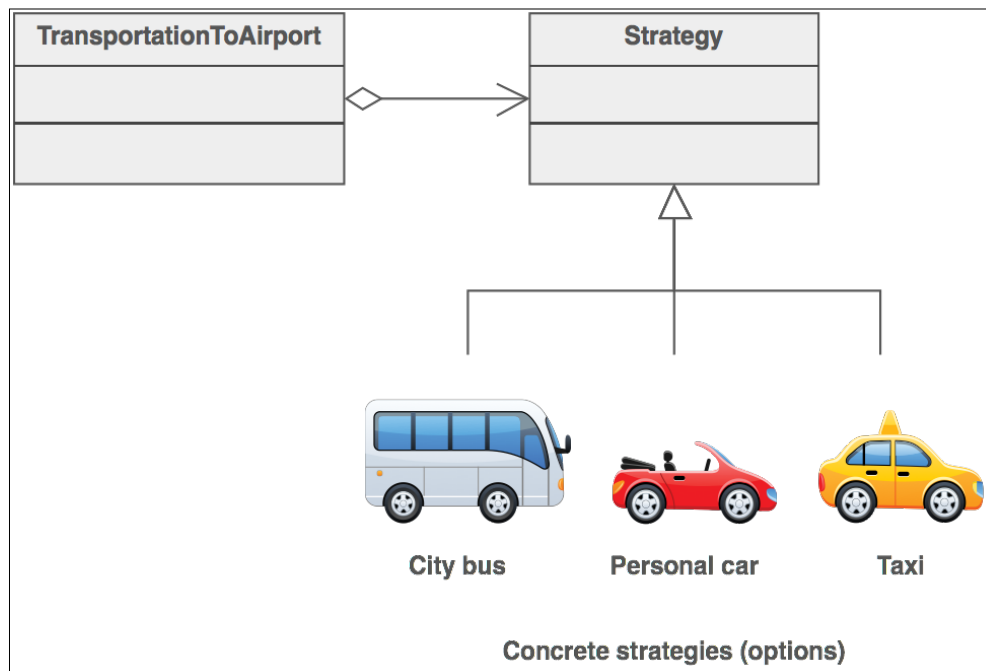 TransportationToAirport
Strategy
City bus
Personal car
Taxi
Concrete strategies (options)